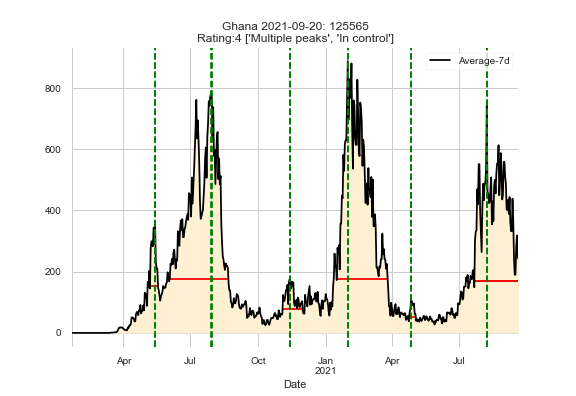 Ghana 2021-09-20: 125565
Rating:4 ['Multiple peaks', 'In control']
Average-7d
800
600
400
200
0
Apr
Jul
Oct
Jan
2021
Apr
Jul
Date